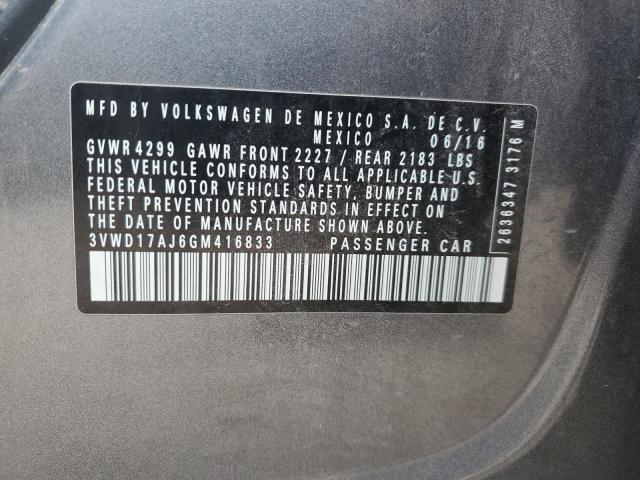 MFD BY VOLKSWAGEN DE MEXICO S.A. DE C.V.
MEXICO 06/16
GVWR 4299 GAWR FRONT 2227 / REAR 2183 LBS
THIS VEHICLE CONFORMS TO ALL APPLICABLE U.S.
FEDERAL MOTOR VEHICLE SAFETY, BUMPER AND
THEFT PREVENTION STANDARDS IN EFFECT ON
THE DATE OF MANUFACTURE SHOWN ABOVE.
3VWD17AJ6GM416833 PASSENGER CAR
2636347 3176 M